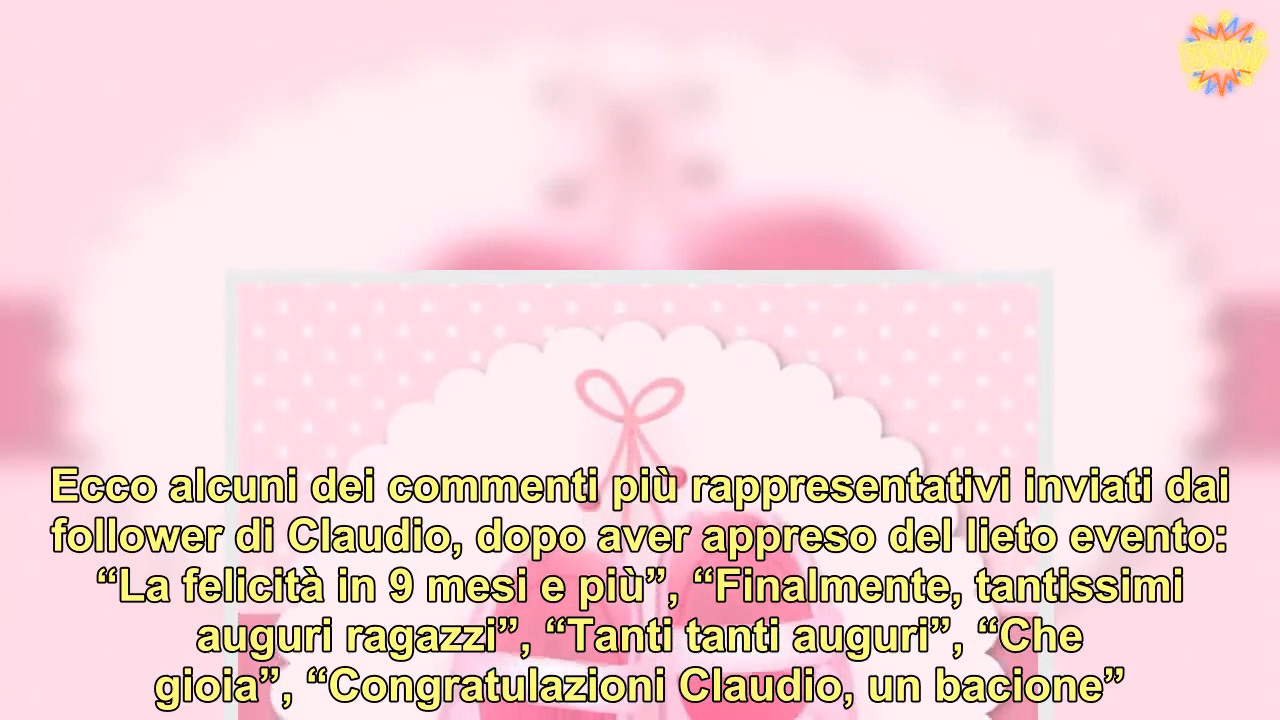 Ecco alcuni dei commenti più rappresentativi inviati dai
follower di Claudio, dopo aver appreso del lieto evento:
“La felicità in 9 mesi e più”, “Finalmente, tantissimi
auguri ragazzi”, “Tanti tanti auguri”, “Che
gioia”, “Congratulazioni Claudio, un bacione”